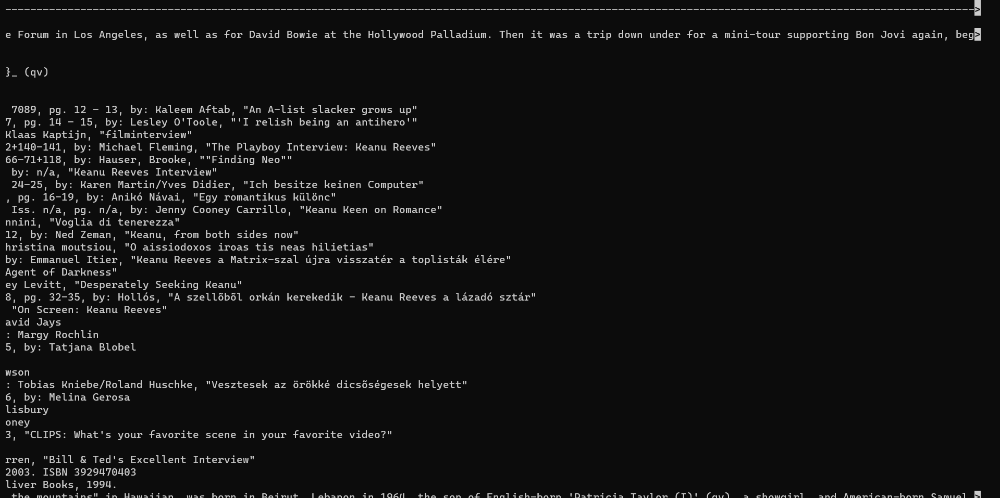 ------------------------------------------------------------------------------------------------------------------------------------------------------------>
e Forum in Los Angeles, as well as for David Bowie at the Hollywood Palladium. Then it was a trip down under for a mini-tour supporting Bon Jovi again, beg>
}_ (qv)
7089, pg. 12 - 13, by: Kaleem Aftab, "An A-list slacker grows up"
7, pg. 14 - 15, by: Lesley O'Toole, "'I relish being an antihero'"
Klaas Kaptijn, "filminterview"
2+140-141, by: Michael Fleming, "The Playboy Interview: Keanu Reeves"
66-71+118, by: Hauser, Brooke, ""Finding Neo""
by: n/a, "Keanu Reeves Interview"
24-25, by: Karen Martin/Yves Didier, "Ich besitze keinen Computer"
, pg. 16-19, by: Anikó Návai, "Egy romantikus különc"
Iss. n/a, pg. n/a, by: Jenny Cooney Carrillo, "Keanu Keen on Romance"
nnini, "Voglia di tenerezza"
12, by: Ned Zeman, "Keanu, from both sides now"
hristina moutsiou, "O aissiodoxos iroas tis neas hilietias"
by: Emmanuel Itier, "Keanu Reeves a Matrix-szal újra visszatér a toplisták élére"
Agent of Darkness"
ey Levitt, "Desperately Seeking Keanu"
8, pg. 32-35, by: Hollós, "A szellõbõl orkán kerekedik - Keanu Reeves a lázadó sztár"
"On Screen: Keanu Reeves"
avid Jays
: Margy Rochlin
5, by: Tatjana Blobel
wson
: Tobias Kniebe/Roland Huschke, "Vesztesek az örökké dicsõségesek helyett"
6, by: Melina Gerosa
lisbury
oney
3, "CLIPS: What's your favorite scene in your favorite video?"
rren, "Bill & Ted's Excellent Interview"
2003. ISBN 3929470403
liver Books, 1994.
the mountains" in Hawaiian, was born in Beirut, Lebanon in 1964, the son of English-born 'Patricia Taylor (I)' (qv), a showgirl, and American-born Samuel >